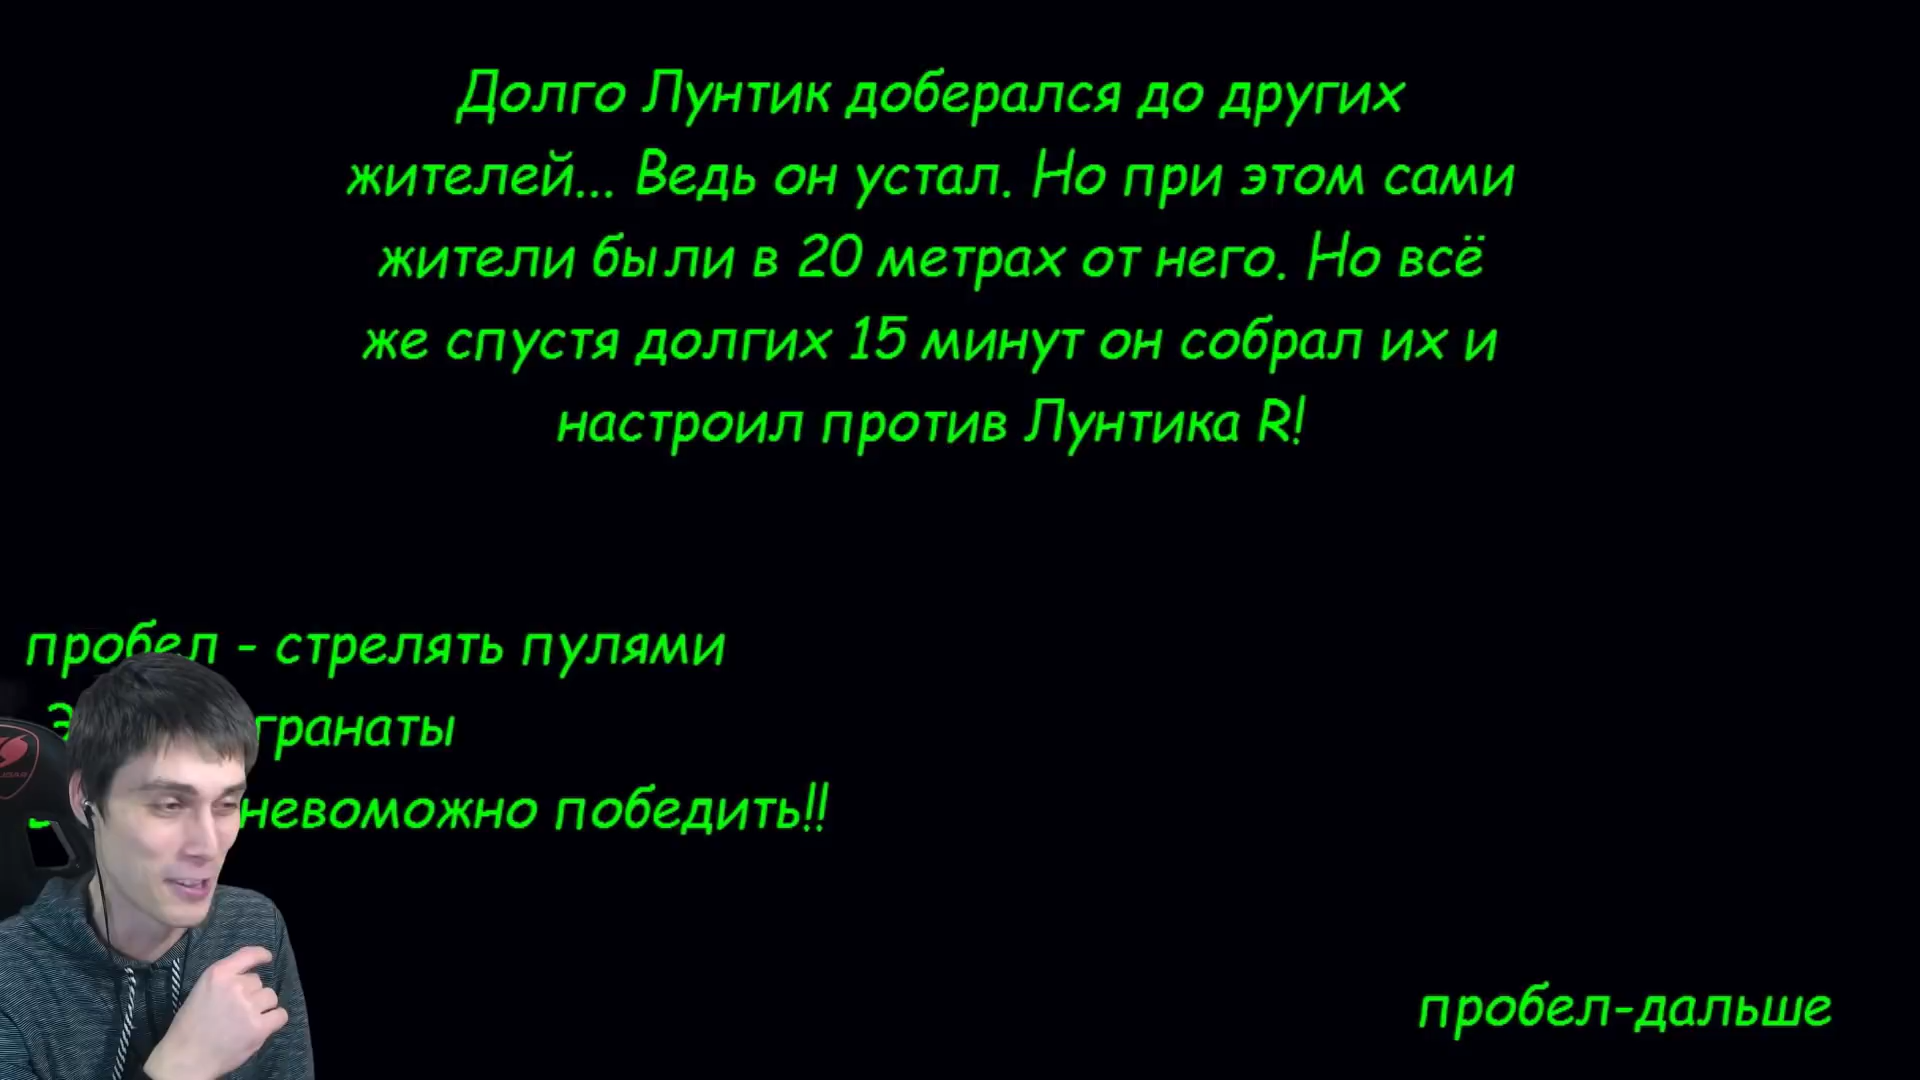 Долго Лунтик доберался до других
жителей... Ведь он устал. Но при этом сами
жители были в 20 метрах от него. Но всё
же спустя долгих 15 минут он собрал их и
настроил против Лунтика R!
пробел - стрелять пулями
гранаты
невоможно победить!!
пробел-дальше